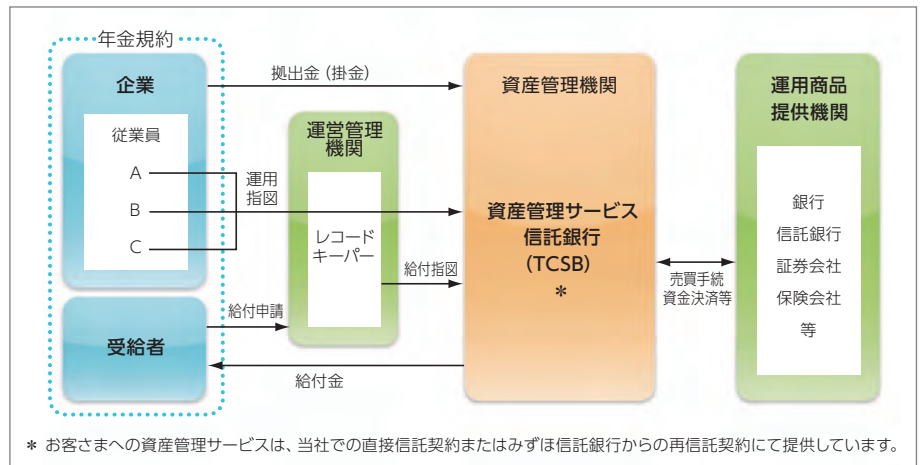 年金規約
企業
従業員
A
B
C
拠出金（掛金）
運用
指図
運営管理
機関
レコード
キーパー
給付指図
給付申請
受給者
給付金
資産管理機関
資産管理サービス
信託銀行
（TCSB）
*
売買手続
資金決済等
運用商品
提供機関
銀行
信託銀行
証券会社
保険会社
等
* お客さまへの資産管理サービスは、当社での直接信託契約またはみずほ信託銀行からの再信託契約にて提供しています。